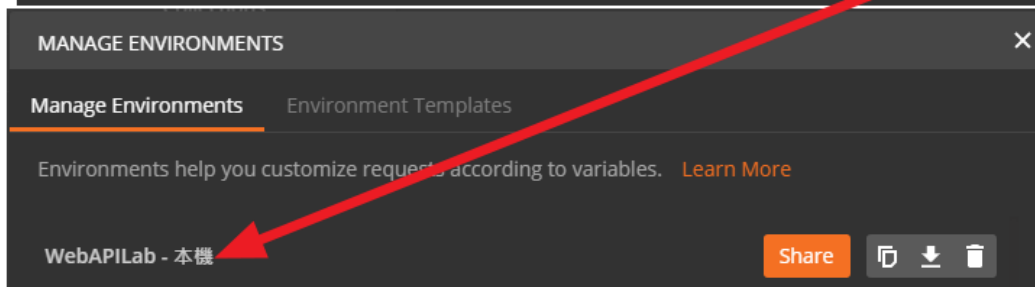 MANAGE ENVIRONMENTS
Manage Environments Environment Templates
Environments help you customize requests according to variables. Learn More
WebAPILab - 本機 Share